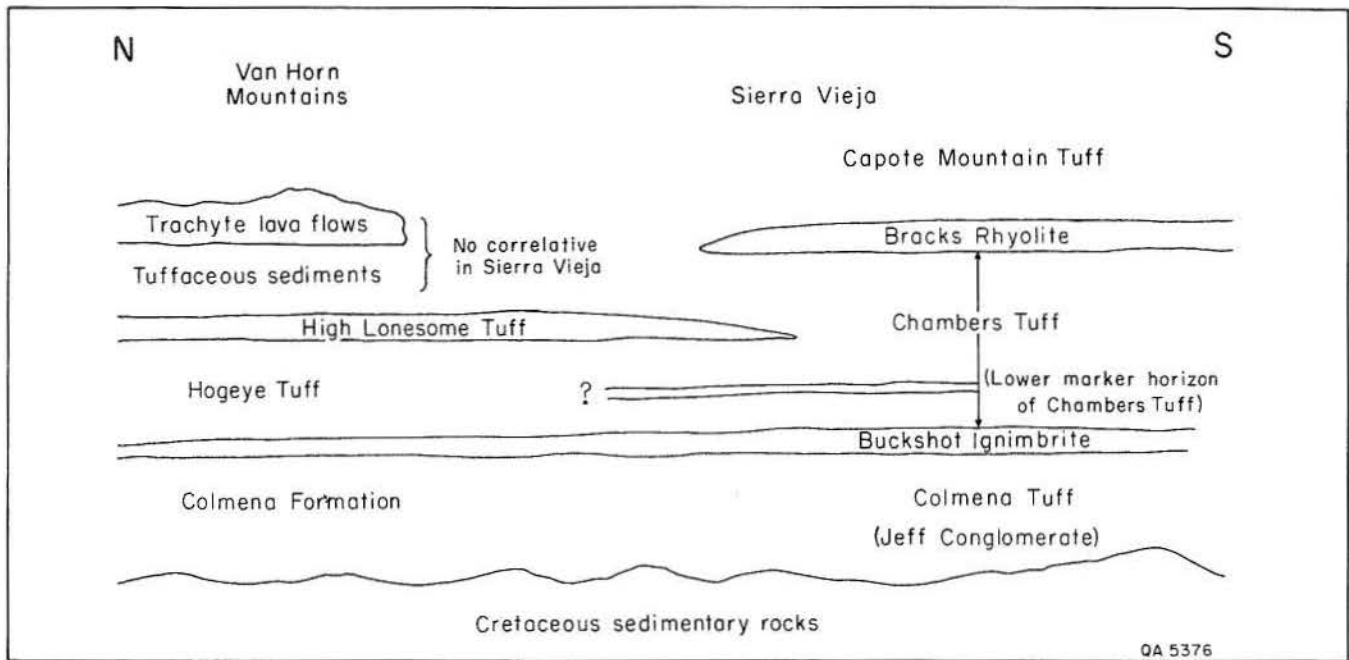 N
S
Van Horn
Mountains
Sierra Vieja
Capote Mountain Tuff
Trachyte lava flows
Bracks Rhyolite
No correlative
in Sierra Vieja
Tuffaceous sediments
High Lonesome Tuff
Chambers Tuff
Hogeye Tuff
?
(Lower marker horizon
of Chambers Tuff)
Buckshot Ignimbrite
Colmena Formation
Colmena Tuff
(Jeff Conglomerate)
Cretaceous sedimentary rocks
QA 5376